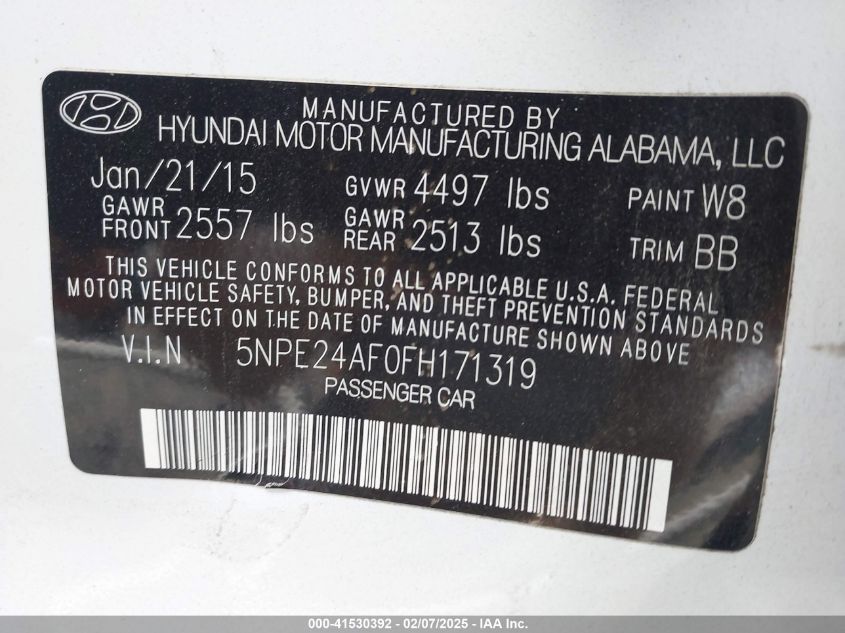 MANUFACTURED BY
HYUNDAI MOTOR MANUFACTURING ALABAMA, LLC
Jan/21/15 GVWR 4497 lbs PAINT W8
GAWR FRONT 2557 lbs GAWR REAR 2513 lbs TRIM BB
THIS VEHICLE CONFORMS TO ALL APPLICABLE U.S.A. FEDERAL
MOTOR VEHICLE SAFETY, BUMPER, AND THEFT PREVENTION STANDARDS
IN EFFECT ON THE DATE OF MANUFACTURE SHOWN ABOVE
V.I.N 5NPE24AF0FH171319
PASSENGER CAR
000-41530392 - 02/07/2025 - IAA Inc.